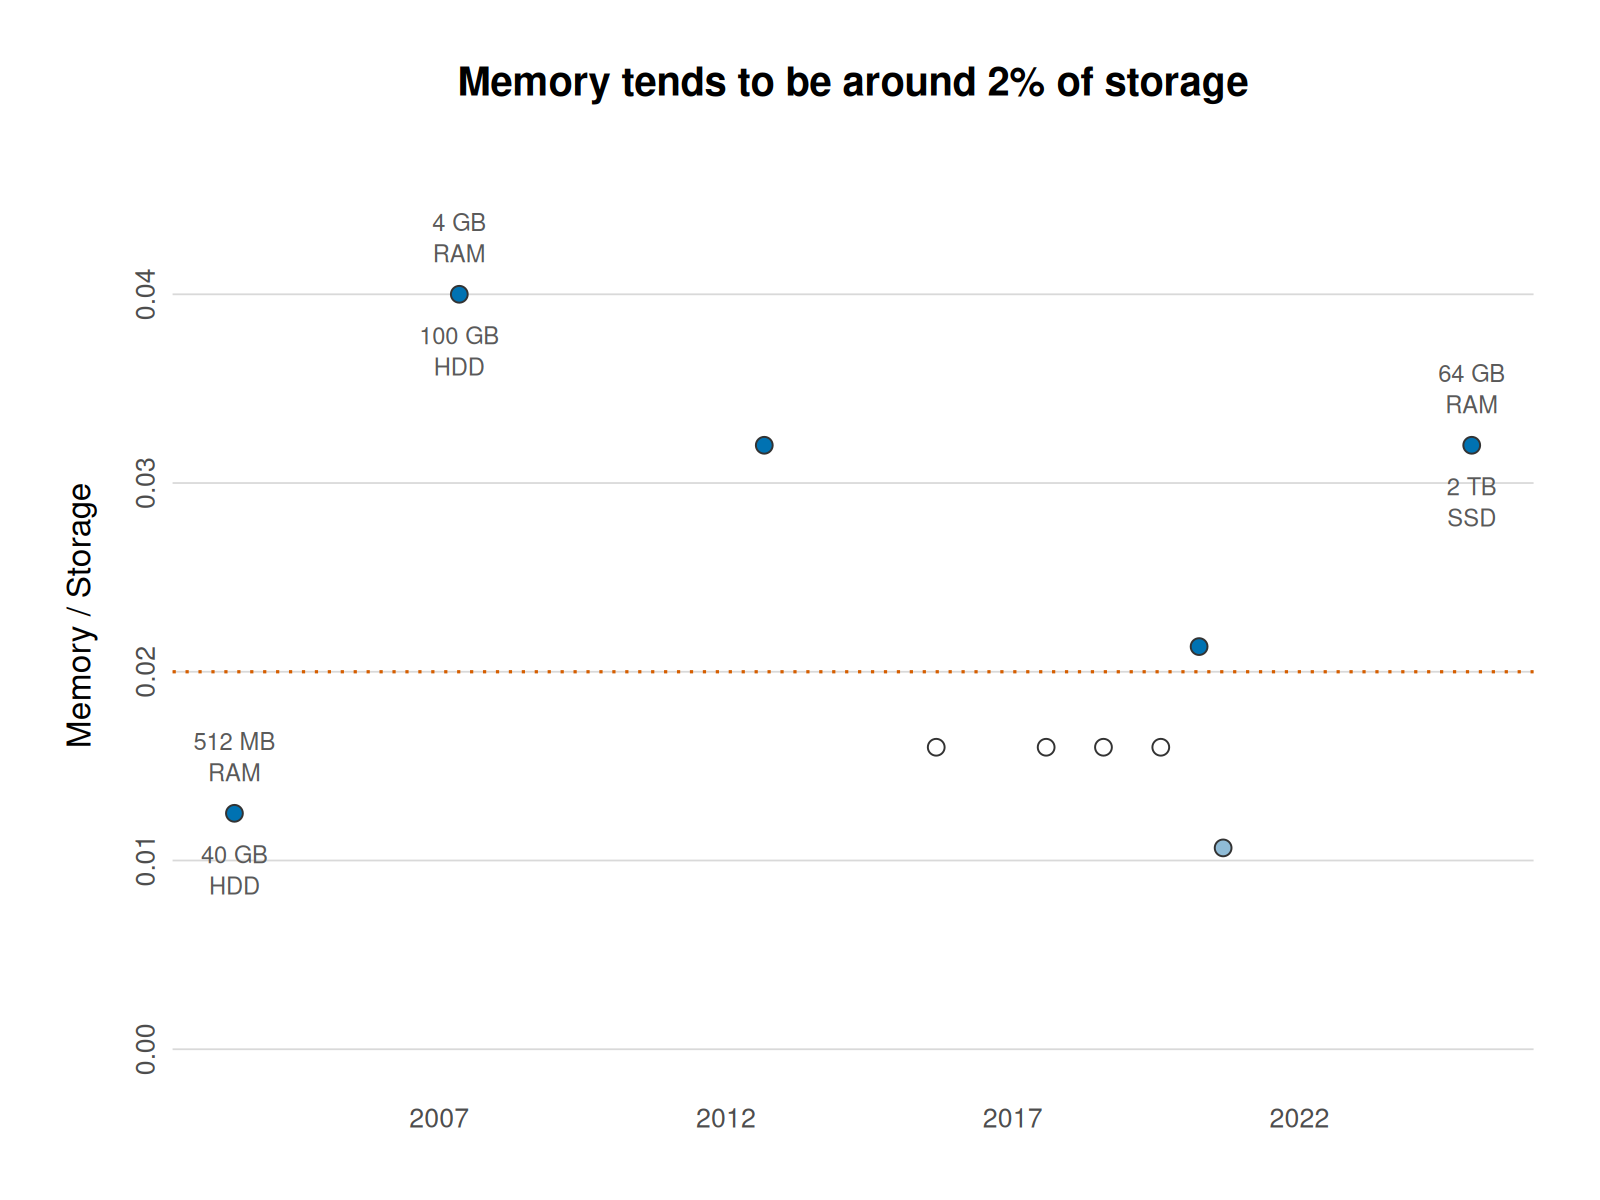 Memory tends to be around 2% of storage
4 GB
RAM
100 GB
HDD
64 GB
RAM
2 TB
SSD
512 MB
RAM
40 GB
HDD
Memory / Storage
0.04
0.03
0.02
0.01
0.00
2007
2012
2017
2022